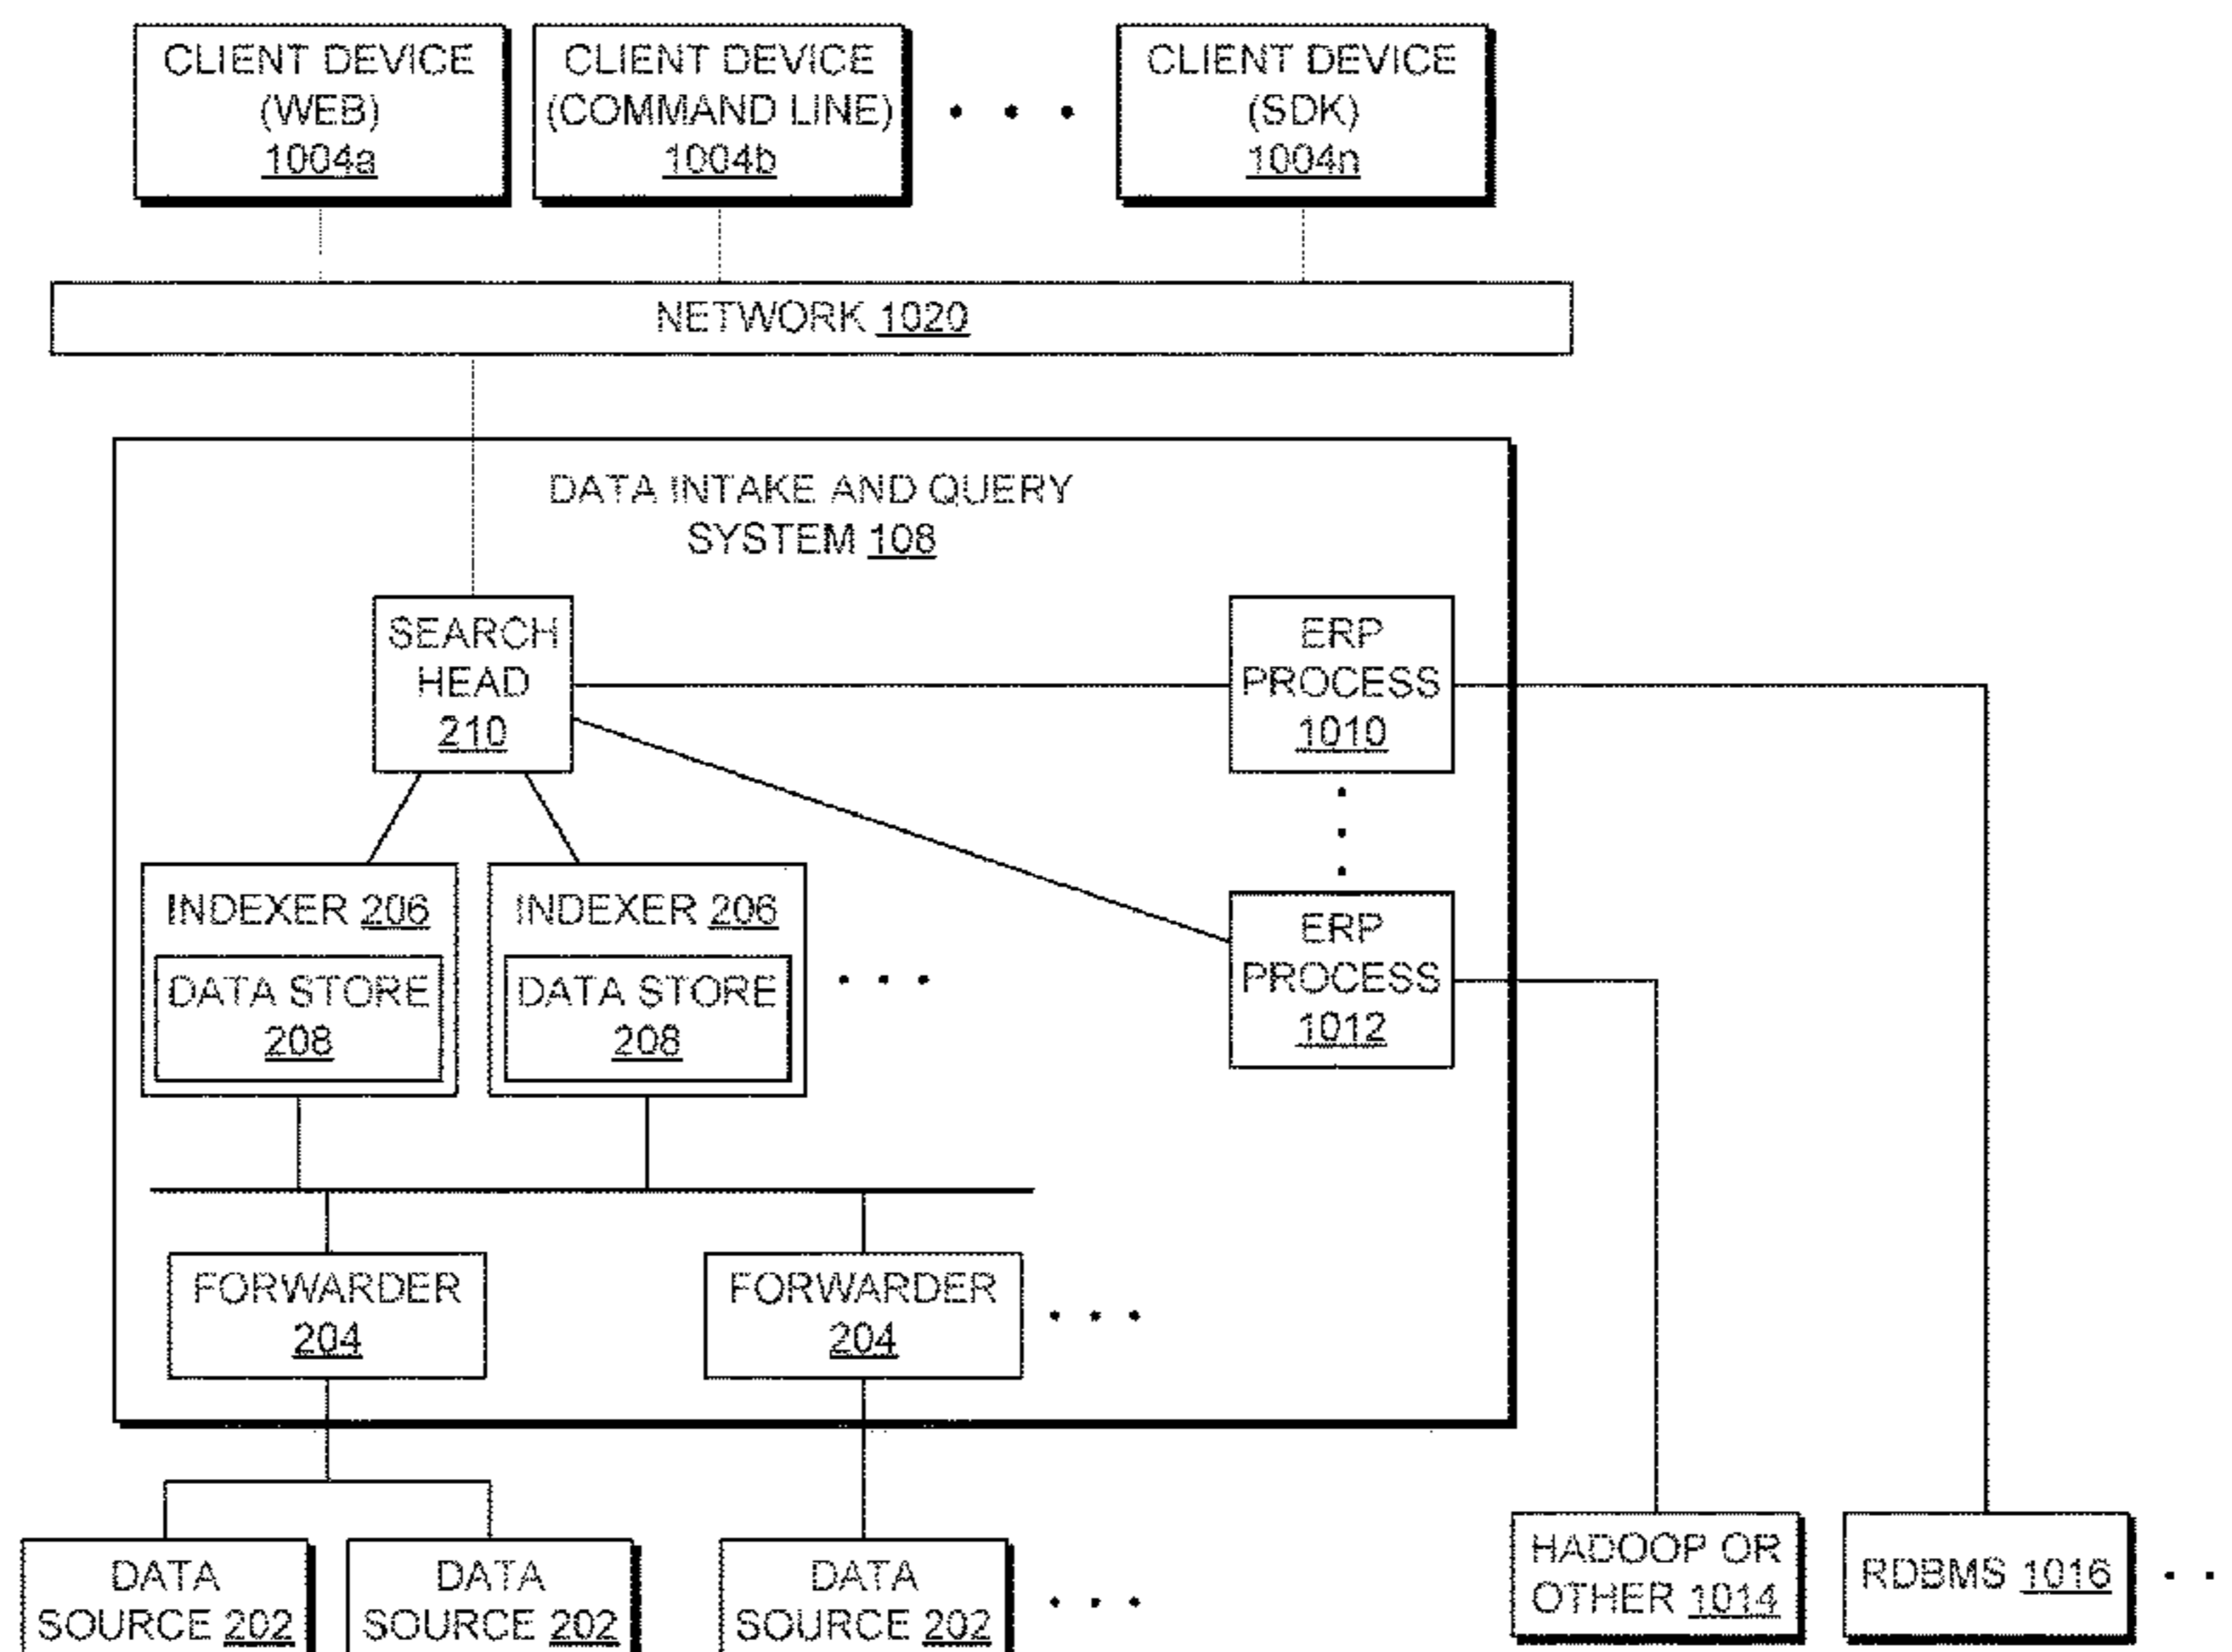 CLIENT DEVICE
(WEB)
1004a
CLIENT DEVICE
(COMMAND LINE)
1004b
CLIENT DEVICE
(SDK)
1004n
NETWORK 1020
DATA INTAKE AND QUERY
SYSTEM 108
SEARCH
HEAD
210
ERP
PROCESS
1010
INDEXER 206
DATA STORE
208
INDEXER 206
DATA STORE
208
ERP
PROCESS
1012
FORWARDER
204
FORWARDER
204
DATA
SOURCE 202
DATA
SOURCE 202
DATA
SOURCE 202
HADOOP OR
OTHER 1014
RDBMS 1016